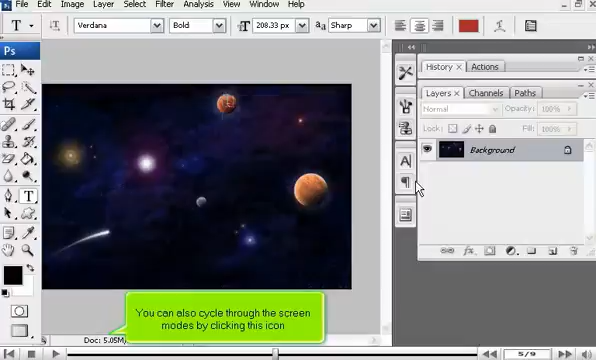 File Edit Image Layer Select Filter Analysis View Window Help
T Verdana Bold T 208.33 px aa Sharp
Ps
History × Actions
Layers × Channels Paths
Normal Opacity: 100%
Lock: Fill: 100%
Background
You can also cycle through the screen
modes by clicking this icon
Doc: 5.05M
5/9